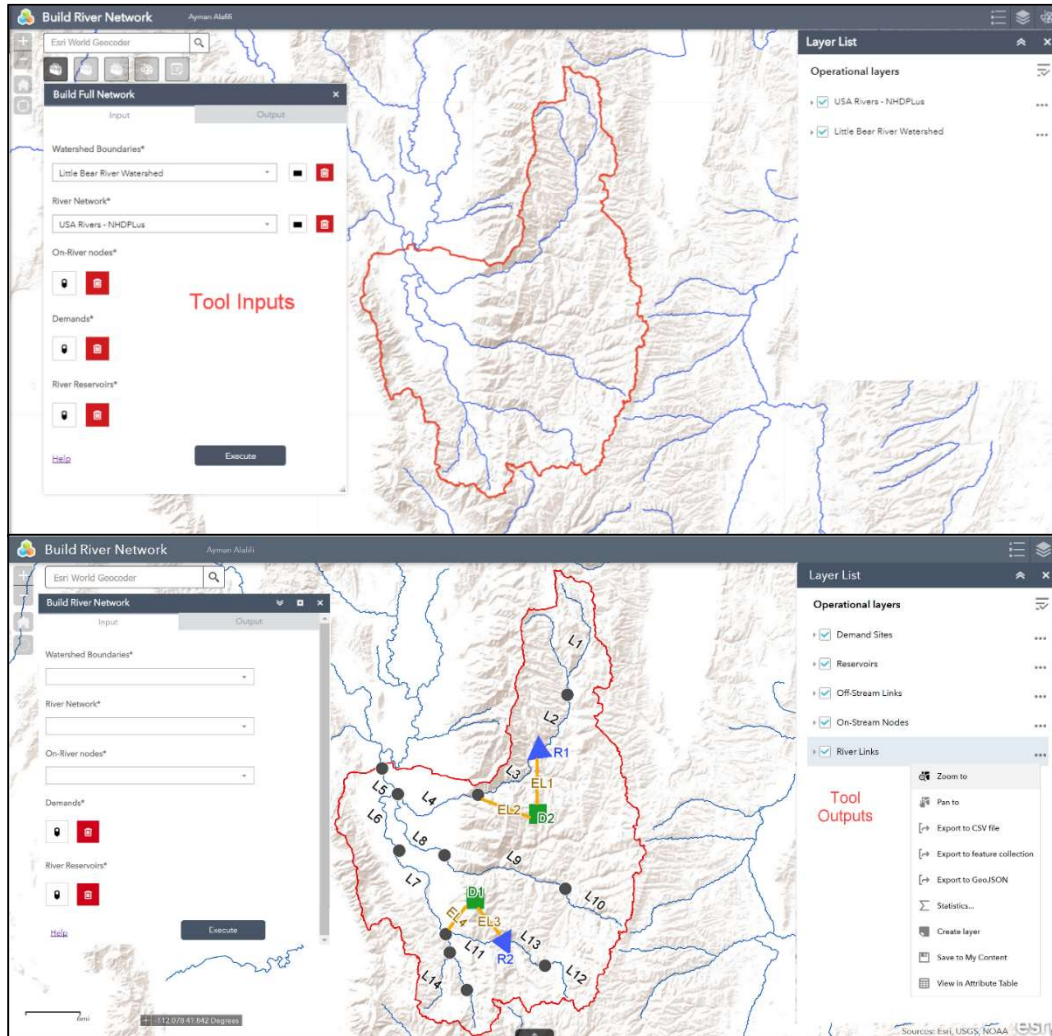 Build River Network
Ayman Alafifi
Esri World Geocoder
Build Full Network
Input
Output
Watershed Boundaries*
Little Bear River Watershed
River Network*
USA Rivers - NHDPLus
On-River nodes*
Tool Inputs
Demands*
River Reservoirs*
Help
Execute
Layer List
Operational layers
USA Rivers - NHDPLus
Little Bear River Watershed
Build River Network
Ayman Alafifi
Esri World Geocoder
Build River Network
Input
Output
Watershed Boundaries*
River Network*
On-River nodes*
Demands*
River Reservoirs*
Help
Execute
-112.078 41.642 Degrees
L1
L2
R1
L3
EL1
L5
L4
EL2
D2
L6
L8
L9
L7
D1
L10
EL4
EL3
L13
L11
R2
L12
L14
Layer List
Operational layers
Demand Sites
Reservoirs
Off-Stream Links
On-Stream Nodes
River Links
Tool
Outputs
Zoom to
Pan to
Export to CSV file
Export to feature collection
Export to GeoJSON
Statistics...
Create layer
Save to My Content
View in Attribute Table
Sources: Esri, USGS, NOAA
esri